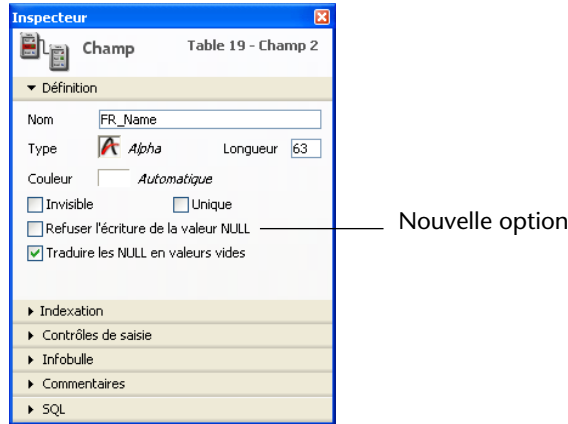 Inspecteur
Champ Table 19 - Champ 2
Définition
Nom FR_Name
Type Alpha Longueur 63
Couleur Automatique
Invisible Unique
Refuser l'écriture de la valeur NULL
Nouvelle option
Traduire les NULL en valeurs vides
Indexation
Contrôles de saisie
Infobulle
Commentaires
SQL